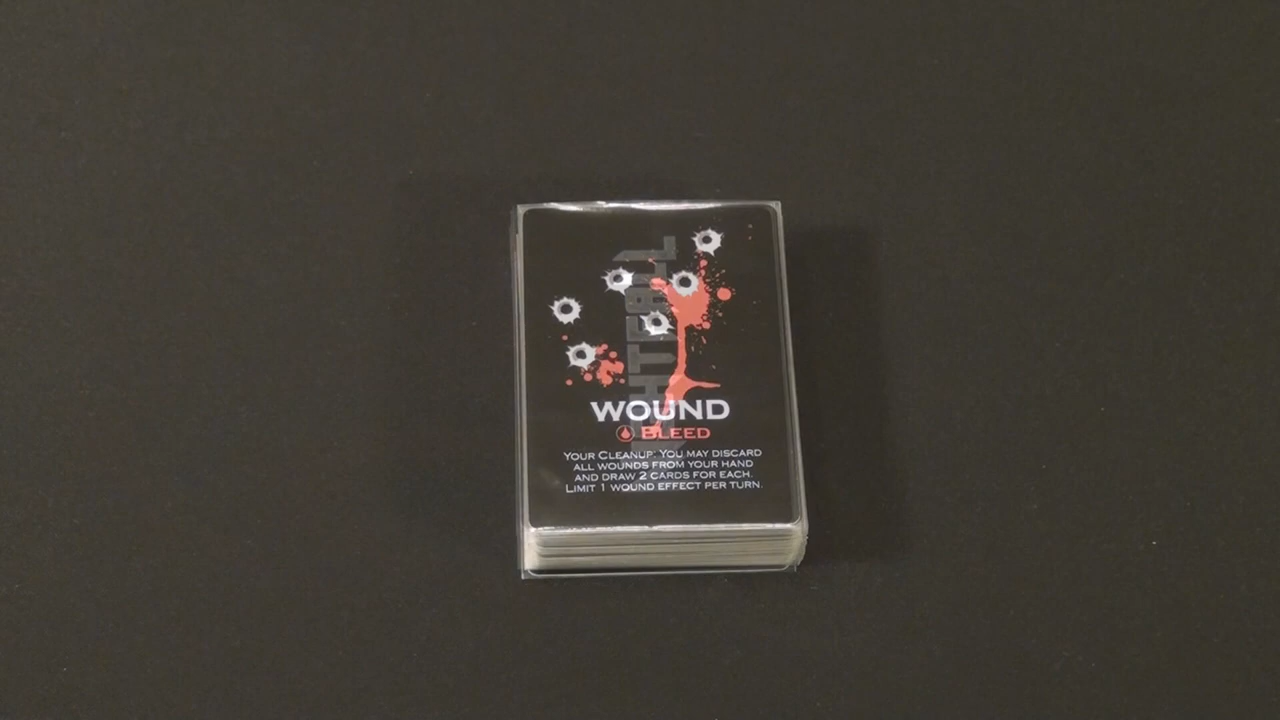 WOUND
BLEED
YOUR CLEANUP: YOU MAY DISCARD
ALL WOUNDS FROM YOUR HAND
AND DRAW 2 CARDS FOR EACH.
LIMIT 1 WOUND EFFECT PER TURN.